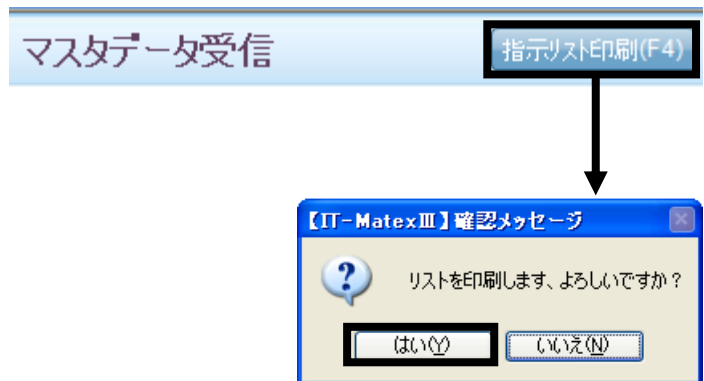 マスタデータ受信
指示リスト印刷(F4)
【IT-MatexⅢ】確認メッセージ
リストを印刷します、よろしいですか?
はい(Y)
いいえ(N)